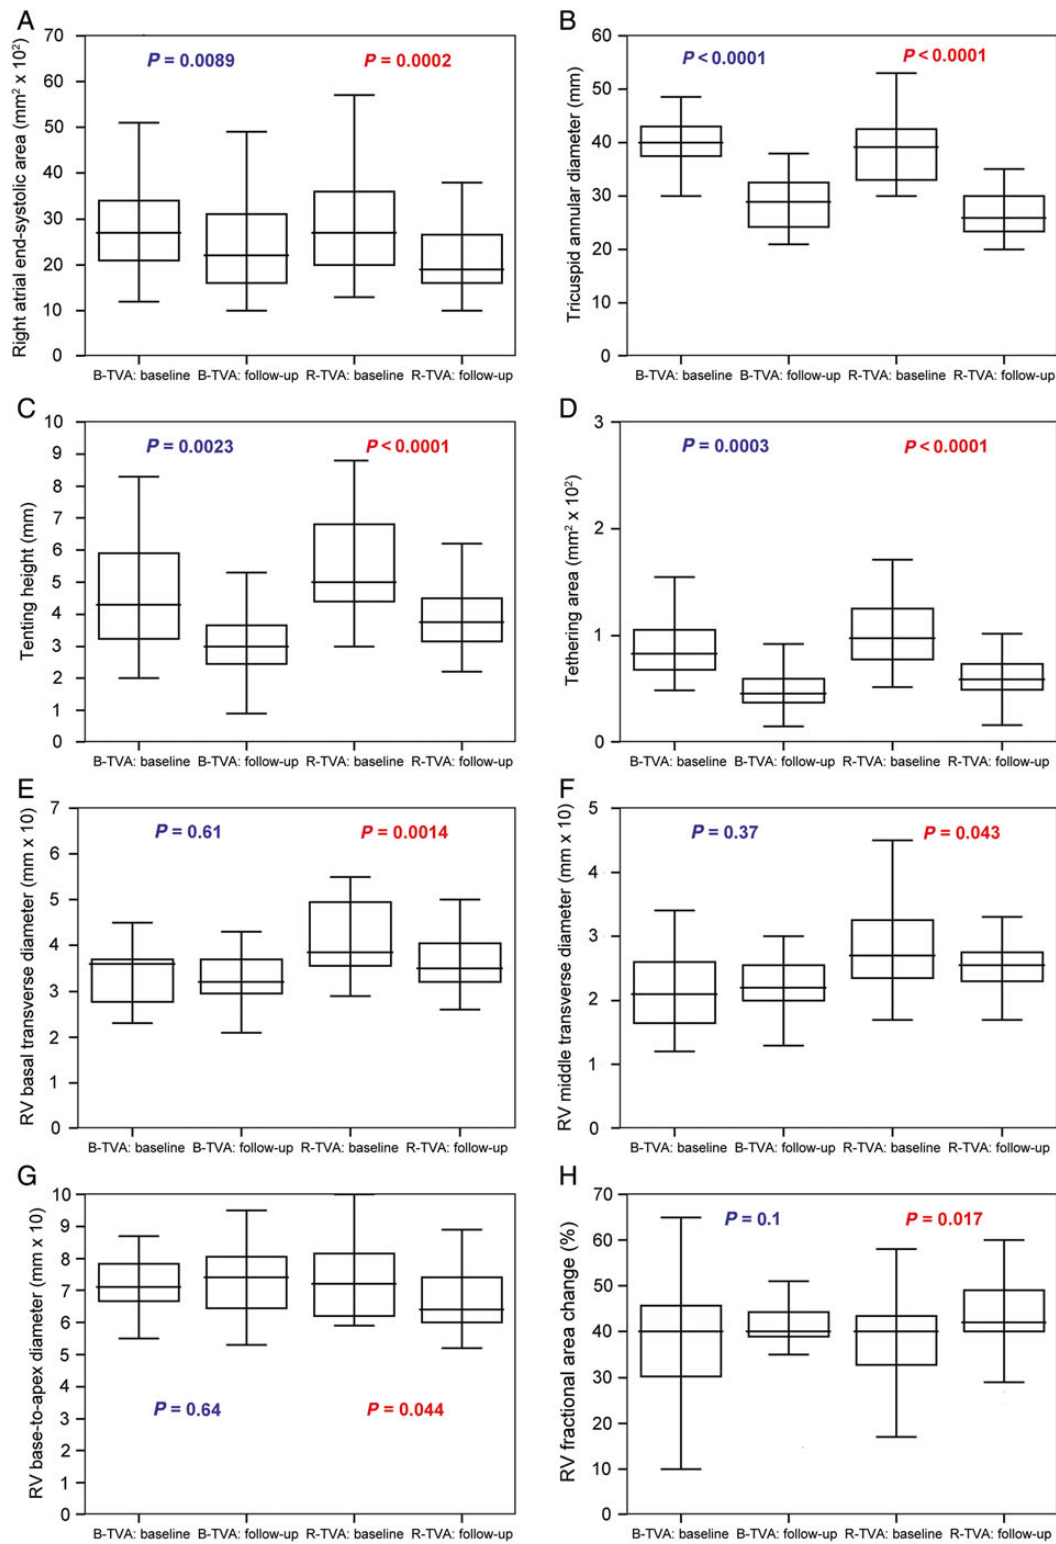 A
Right atrial end-systolic area (mm² x 10²)
70
60
50
40
30
20
10
0
P = 0.0089
P = 0.0002
B-TVA: baseline B-TVA: follow-up R-TVA: baseline R-TVA: follow-up
B
Tricuspid annular diameter (mm)
60
50
40
30
20
10
0
P < 0.0001
P < 0.0001
B-TVA: baseline B-TVA: follow-up R-TVA: baseline R-TVA: follow-up
C
Tenting height (mm)
10
9
8
7
6
5
4
3
2
1
0
P = 0.0023
P < 0.0001
B-TVA: baseline B-TVA: follow-up R-TVA: baseline R-TVA: follow-up
D
Tethering area (mm² x 10²)
3
2
1
0
P = 0.0003
P < 0.0001
B-TVA: baseline B-TVA: follow-up R-TVA: baseline R-TVA: follow-up
E
RV basal transverse diameter (mm x 10)
7
6
5
4
3
2
1
0
P = 0.61
P = 0.0014
B-TVA: baseline B-TVA: follow-up R-TVA: baseline R-TVA: follow-up
F
RV middle transverse diameter (mm x 10)
5
4
3
2
1
0
P = 0.37
P = 0.043
B-TVA: baseline B-TVA: follow-up R-TVA: baseline R-TVA: follow-up
G
RV base-to-apex diameter (mm x 10)
10
9
8
7
6
5
4
3
2
1
0
P = 0.64
P = 0.044
B-TVA: baseline B-TVA: follow-up R-TVA: baseline R-TVA: follow-up
H
RV fractional area change (%)
70
60
50
40
30
20
10
0
P = 0.1
P = 0.017
B-TVA: baseline B-TVA: follow-up R-TVA: baseline R-TVA: follow-up